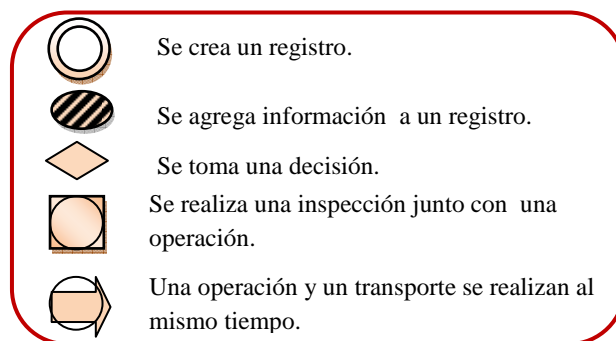 Se crea un registro.
Se agrega información a un registro.
Se toma una decisión.
Se realiza una inspección junto con una
operación.
Una operación y un transporte se realizan al
mismo tiempo.